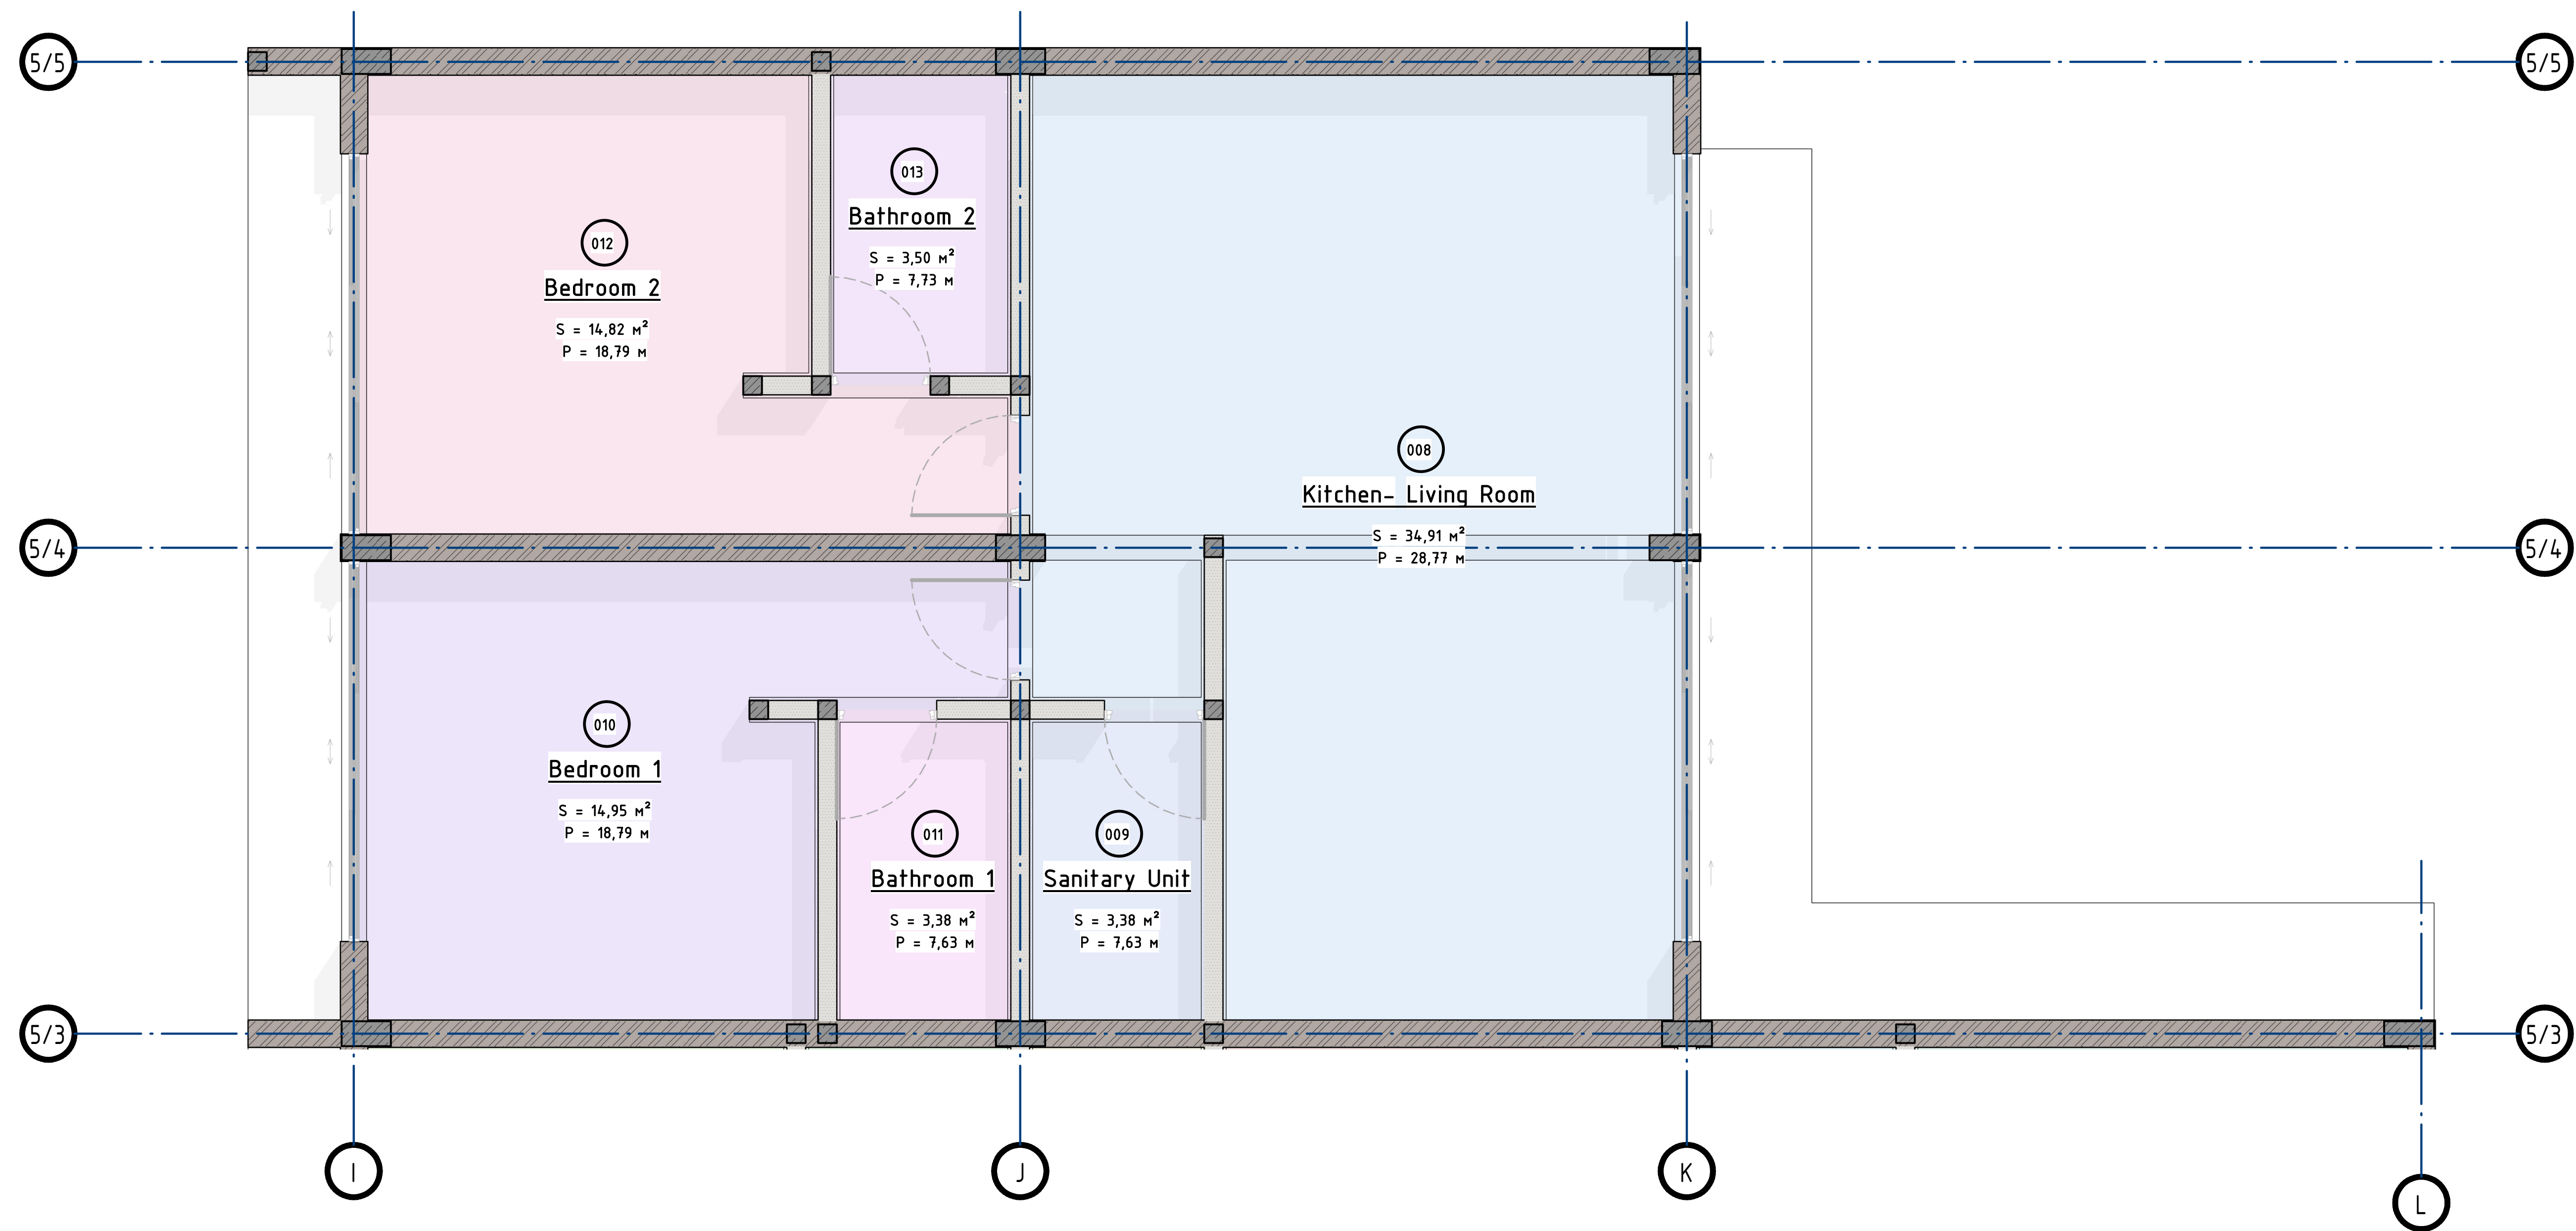 5/5
5/5
013
Bathroom 2
S = 3,50 м²
P = 7,73 м
012
Bedroom 2
S = 14,82 м²
P = 18,79 м
008
Kitchen- Living Room
S = 34,91 м²
P = 28,77 м
5/4
5/4
010
Bedroom 1
S = 14,95 м²
P = 18,79 м
011
Bathroom 1
S = 3,38 м²
P = 7,63 м
009
Sanitary Unit
S = 3,38 м²
P = 7,63 м
5/3
5/3
I
J
K
L